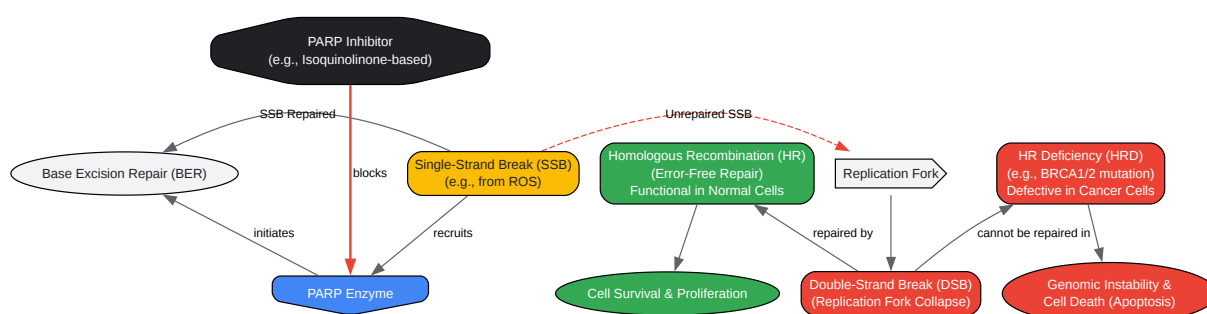 PARP Inhibitor
(e.g., Isoquinolinone-based)
SSB Repaired
Unrepaired SSB
Base Excision Repair (BER)
blocks
Single-Strand Break (SSB)
(e.g., from ROS)
Homologous Recombination (HR)
(Error-Free Repair)
Functional in Normal Cells
Replication Fork
HR Deficiency (HRD)
(e.g., BRCA1/2 mutation)
Defective in Cancer Cells
initiates
recruits
repaired by
cannot be repaired in
PARP Enzyme
Cell Survival & Proliferation
Double-Strand Break (DSB)
(Replication Fork Collapse)
Genomic Instability &
Cell Death (Apoptosis)